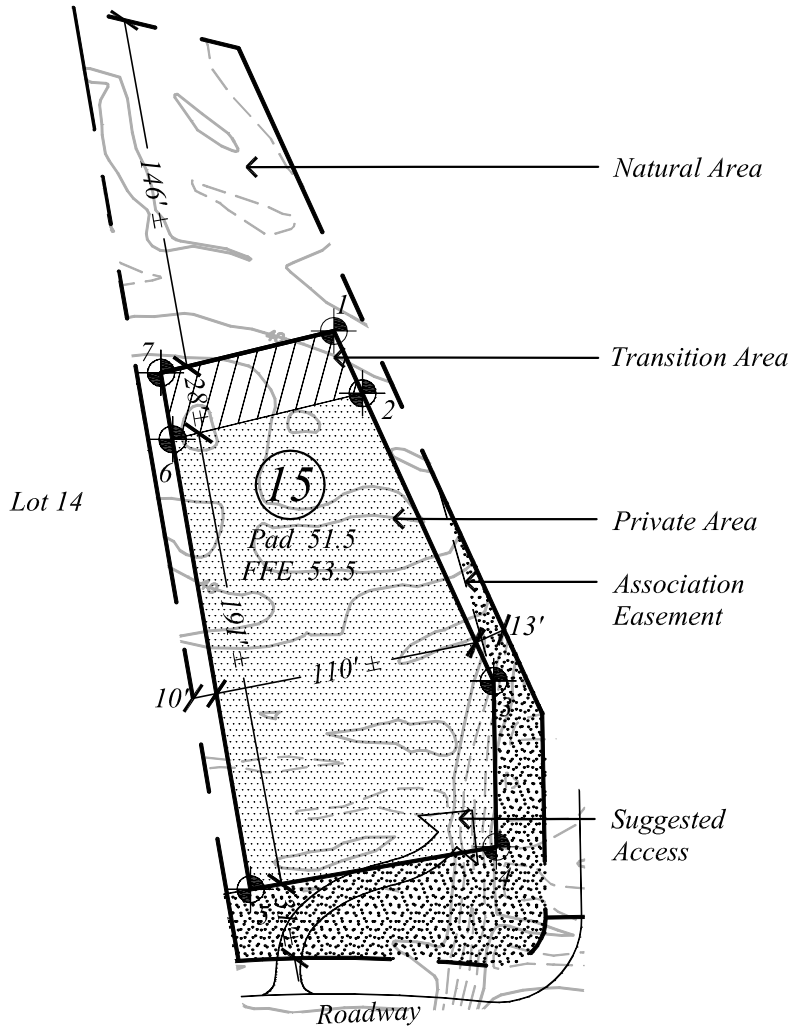 146' ±
Natural Area
1
Transition Area
7
28' ±
2
6
15
Lot 14
Pad 51.5
FFE 53.5
Private Area
Association
Easement
191' ±
13'
110' ±
10'
3
Suggested
Access
5
Roadway